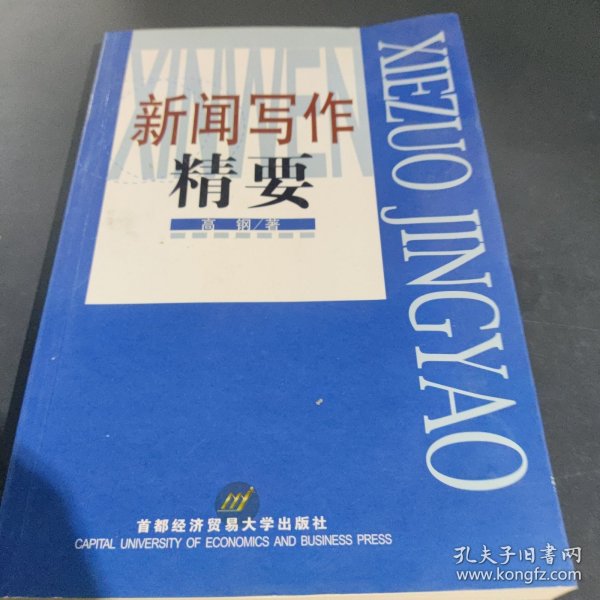 XINWEN
新闻写作
精要
高 钢/著
XIEZUO JINGYAO
首都经济贸易大学出版社
CAPITAL UNIVERSITY OF ECONOMICS AND BUSINESS PRESS
孔夫子旧书网
www.kongfz.com